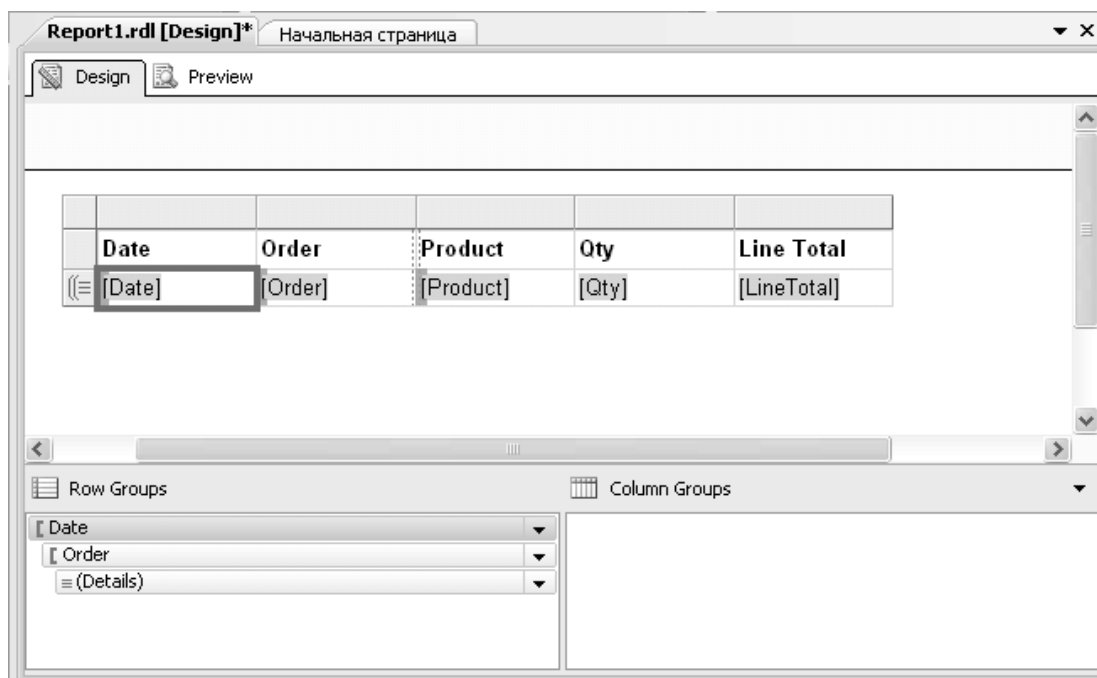 Report1.rdl [Design]* Начальная страница
Design Preview
Date Order Product Qty Line Total
[Date] [Order] [Product] [Qty] [LineTotal]
Row Groups Column Groups
Date
Order
(Details)